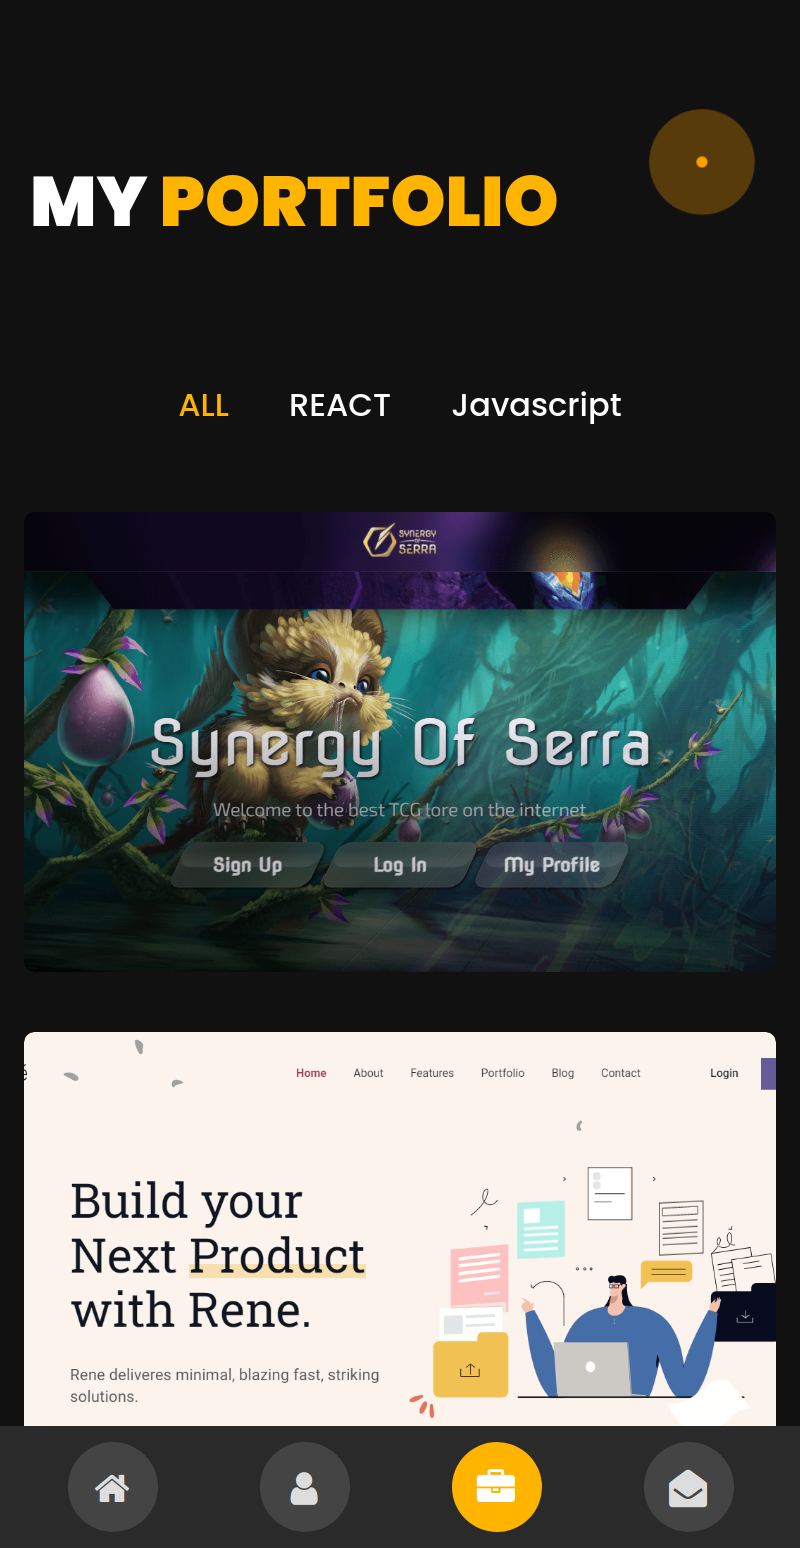 MY PORTFOLIO
ALL REACT Javascript
SYNERGY
OF
SERRA
Synergy Of Serra
Welcome to the best TCG lore on the internet
Sign Up Log In My Profile
Home About Features Portfolio Blog Contact Login
Build your
Next Product
with Rene.
Rene deliveres minimal, blazing fast, striking
solutions.